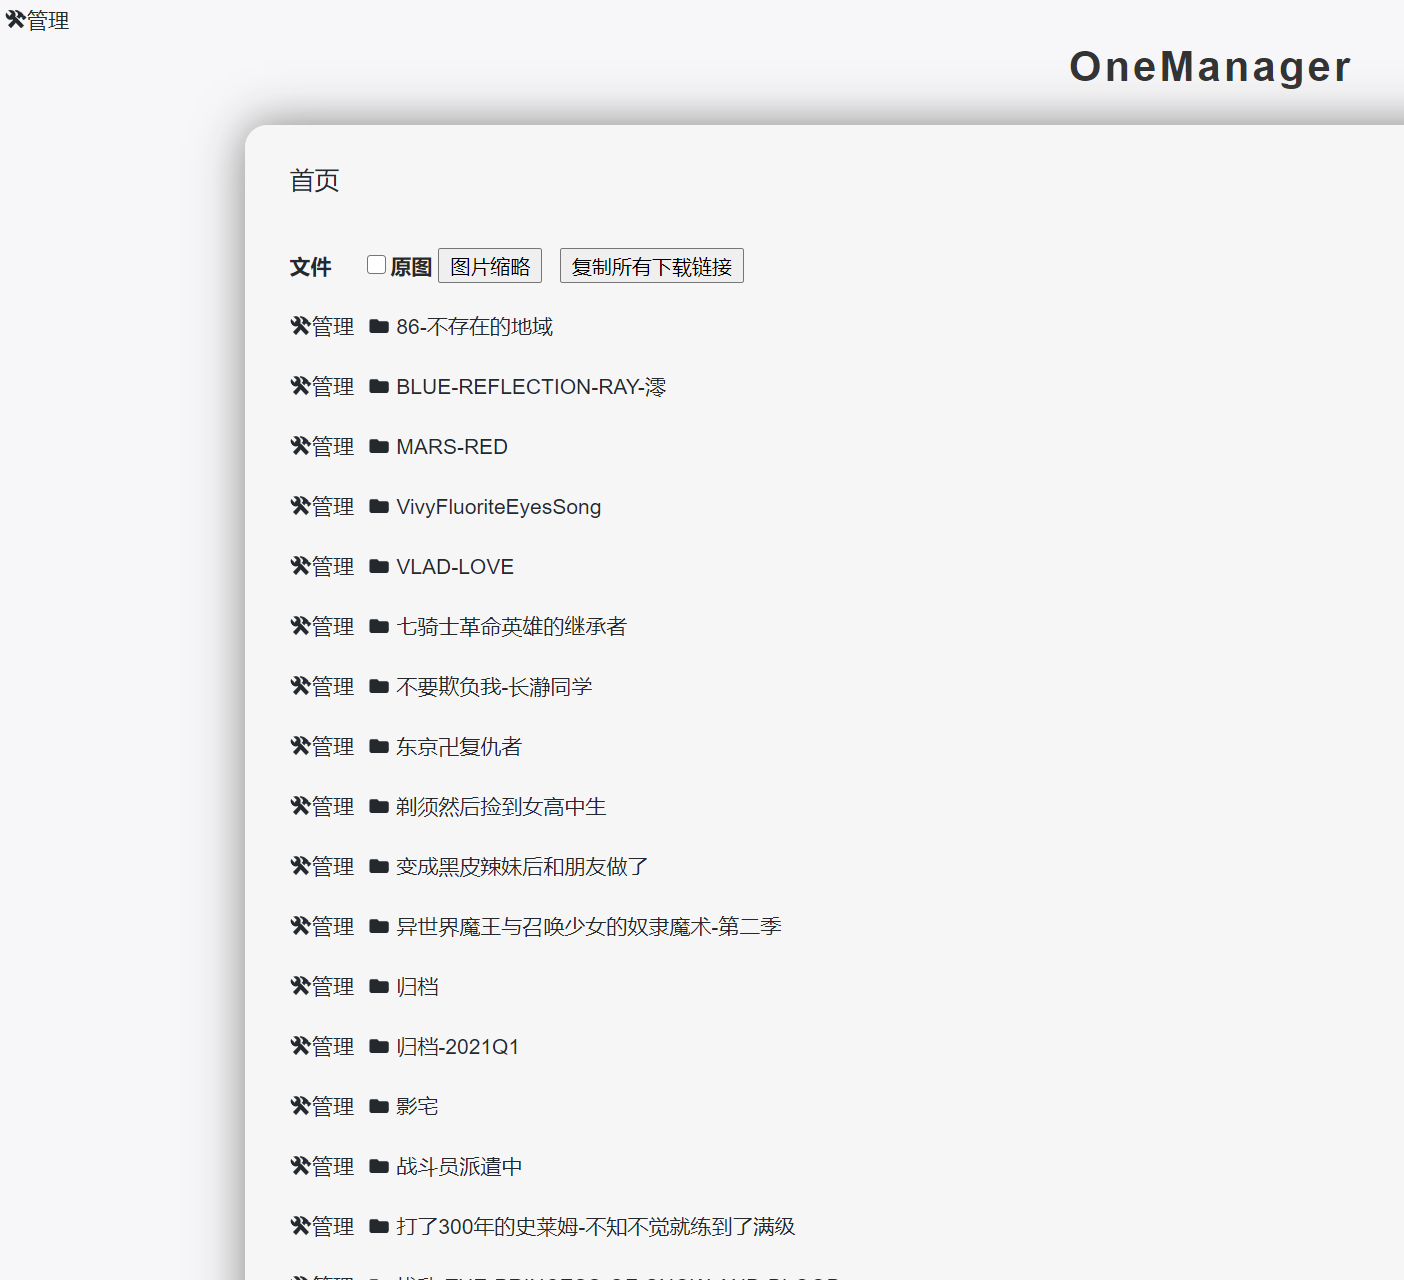 管理
OneManager
首页
文件 原图 图片缩略 复制所有下载链接
管理 86-不存在的地域
管理 BLUE-REFLECTION-RAY-澪
管理 MARS-RED
管理 VivyFluoriteEyesSong
管理 VLAD-LOVE
管理 七骑士革命英雄的继承者
管理 不要欺负我-长瀞同学
管理 东京卍复仇者
管理 剃须然后捡到女高中生
管理 变成黑皮辣妹后和朋友做了
管理 异世界魔王与召唤少女的奴隶魔术-第二季
管理 归档
管理 归档-2021Q1
管理 影宅
管理 战斗员派遣中
管理 打了300年的史莱姆-不知不觉就练到了满级